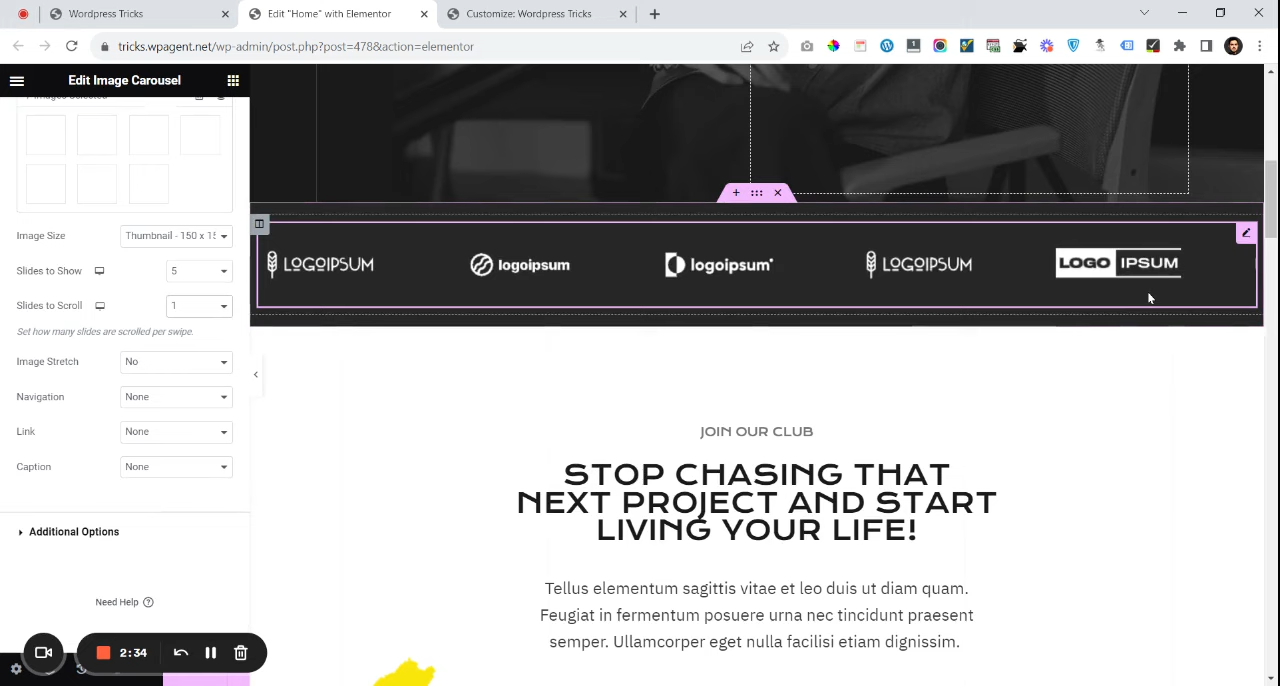 Wordpress Tricks
Edit "Home" with Elementor
Customize: Wordpress Tricks
tricks.wpagent.net/wp-admin/post.php?post=478&action=elementor
Edit Image Carousel
Image Size
Thumbnail - 150 x 15
Slides to Show
5
Slides to Scroll
1
Set how many slides are scrolled per swipe.
Image Stretch
No
Navigation
None
Link
None
Caption
None
Additional Options
Need Help
2:34
LOGOIPSUM
logoipsum
logoipsum
LOGOIPSUM
LOGO IPSUM
JOIN OUR CLUB
STOP CHASING THAT
NEXT PROJECT AND START
LIVING YOUR LIFE!
Tellus elementum sagittis vitae et leo duis ut diam quam.
Feugiat in fermentum posuere urna nec tincidunt praesent
semper. Ullamcorper eget nulla facilisi etiam dignissim.